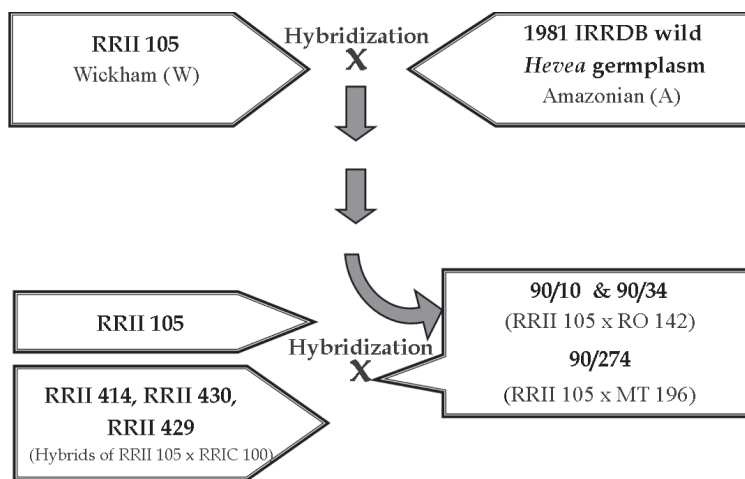 RRII 105
Wickham (W)
Hybridization
X
1981 IRRDB wild
Hevea germplasm
Amazonian (A)
RRII 105
Hybridization
X
RRII 414, RRII 430,
RRII 429
(Hybrids of RRII 105 x RRIC 100)
90/10 & 90/34
(RRII 105 x RO 142)
90/274
(RRII 105 x MT 196)